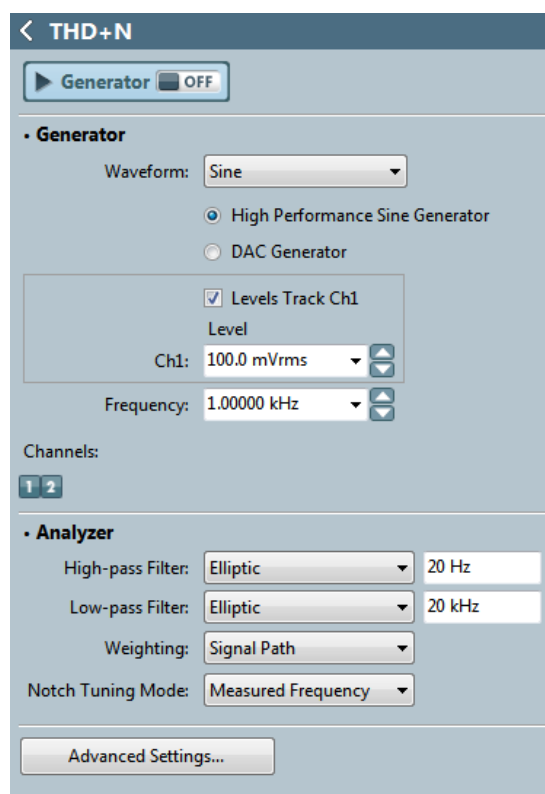 THD+N
Generator OFF
• Generator
Waveform: Sine
High Performance Sine Generator
DAC Generator
Levels Track Ch1
Level
Ch1: 100.0 mVrms
Frequency: 1.00000 kHz
Channels:
1 2
• Analyzer
High-pass Filter: Elliptic 20 Hz
Low-pass Filter: Elliptic 20 kHz
Weighting: Signal Path
Notch Tuning Mode: Measured Frequency
Advanced Settings...